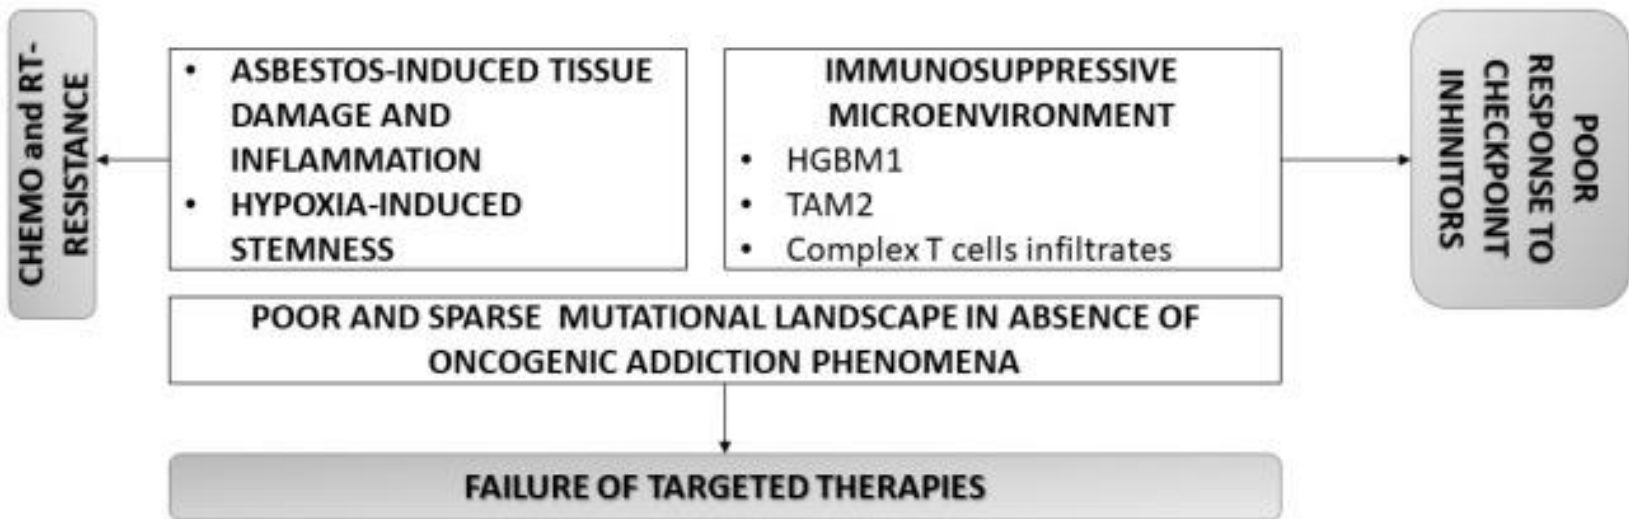 CHEMO and RT-
RESISTANCE
• ASBESTOS-INDUCED TISSUE
DAMAGE AND
INFLAMMATION
• HYPOXIA-INDUCED
STEMNESS
IMMUNOSUPPRESSIVE
MICROENVIRONMENT
• HGBM1
• TAM2
• Complex T cells infiltrates
POOR
RESPONSE TO
CHECKPOINT
INHINITORS
POOR AND SPARSE MUTATIONAL LANDSCAPE IN ABSENCE OF
ONCOGENIC ADDICTION PHENOMENA
FAILURE OF TARGETED THERAPIES